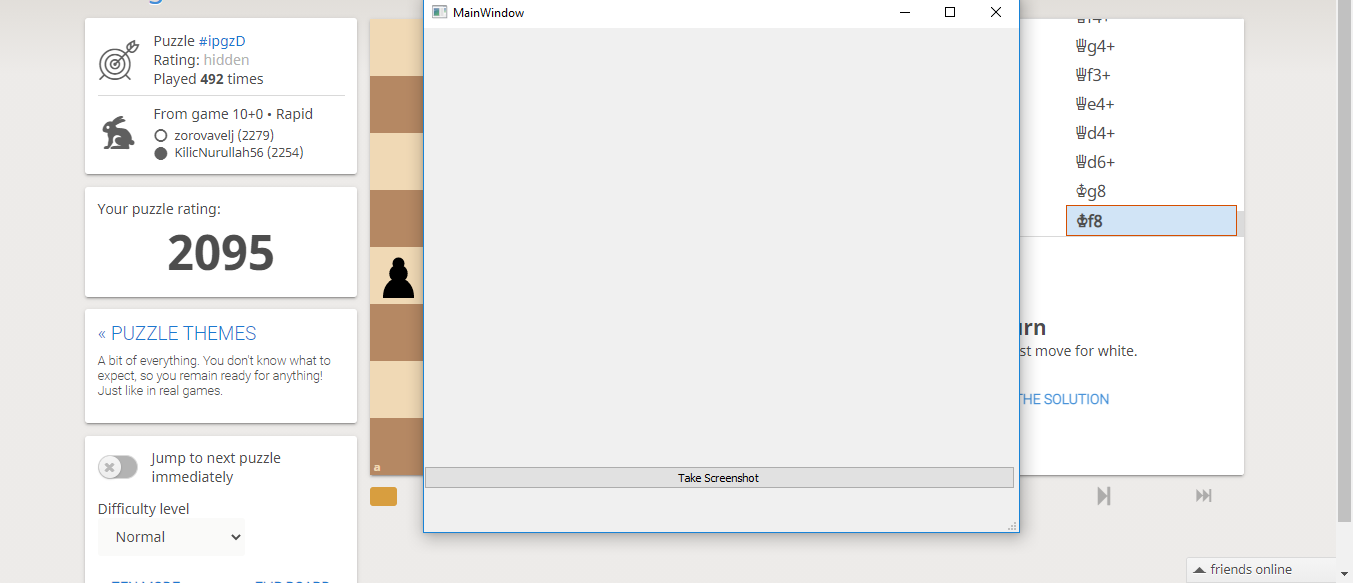 Puzzle #ipgzD
Rating: hidden
Played 492 times
From game 10+0 • Rapid
zorovavelj (2279)
KilicNurullah56 (2254)
Your puzzle rating:
2095
« PUZZLE THEMES
A bit of everything. You don't know what to
expect, so you remain ready for anything!
Just like in real games.
Jump to next puzzle
immediately
Difficulty level
Normal
a
MainWindow
Take Screenshot
♕g4+
♕f3+
♕e4+
♕d4+
♕d6+
♔g8
♔f8
urn
st move for white.
THE SOLUTION
friends online